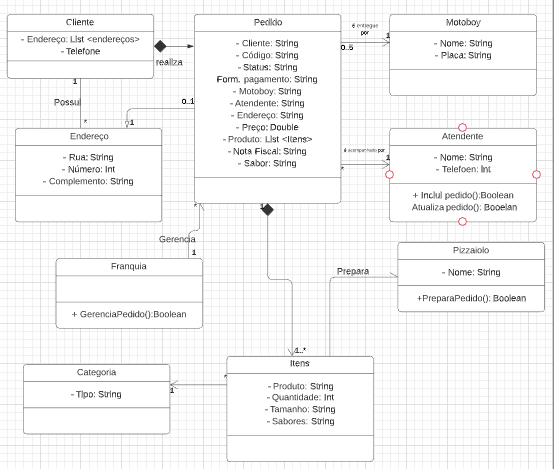 Cliente
- Endereço: List <endereços>
- Telefone
realiza
1
Possui
*
Pedido
- Cliente: String
- Código: String
- Status: String
Form. pagamento: String
- Motoboy: String
- Atendente: String
- Endereço: String
- Preço: Double
- Produto: List <Itens>
- Nota Fiscal: String
- Sabor: String
é entregue
por
1
0..5
Motoboy
- Nome: String
- Placa: String
0..1
1
Endereço
- Rua: String
- Número: Int
- Complemento: String
é acompanhado por
1
*
Atendente
- Nome: String
- Telefoen: Int
+ Inclui pedido():Boolean
Atualiza pedido(): Booelan
*
Gerencia
1
1
Franquia
+ GerenciaPedido():Boolean
Pizzaiolo
- Nome: String
+PreparaPedido(): Boolean
Prepara
1..*
Itens
- Produto: String
- Quantidade: Int
- Tamanho: String
- Sabores: String
Categoria
- Tipo: String
*
1